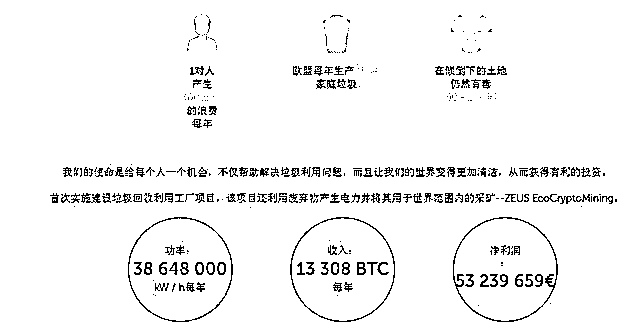 1对人
产生
的浪费
每年
欧盟每年生产
家庭垃圾
在倾倒下的土地
仍然有毒
我们的使命是给每个人一个机会，不仅帮助解决垃圾利用问题，而且让我们的世界变得更加清洁，从而获得有利的投资。
首次实施建设垃圾回收利用工厂项目，该项目还利用废弃物产生电力并将其用于世界范围内的采矿--ZEUS EcoCryptoMining。
功率：
38 648 000
kW / h每年
收入：
13 308 BTC
每年
净利润
：
53 239 659€